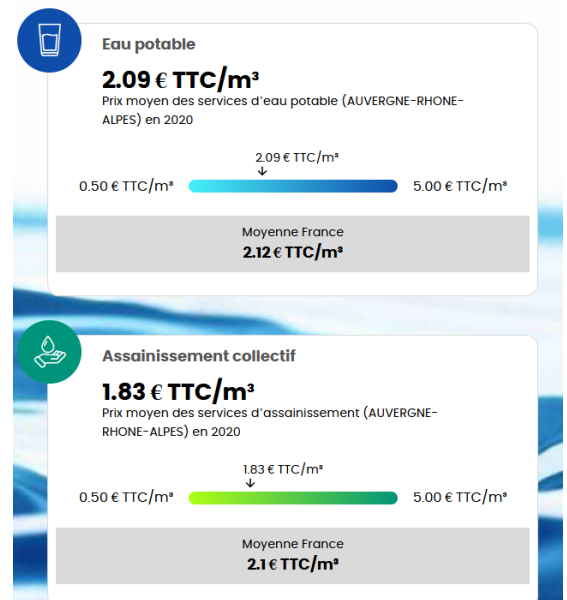 Eau potable
2.09 € TTC/m³
Prix moyen des services d'eau potable (AUVERGNE-RHONE-
ALPES) en 2020
2.09 € TTC/m³
0.50 € TTC/m³
5.00 € TTC/m³
Moyenne France
2.12 € TTC/m³
Assainissement collectif
1.83 € TTC/m³
Prix moyen des services d'assainissement (AUVERGNE-
RHONE-ALPES) en 2020
1.83 € TTC/m³
0.50 € TTC/m³
5.00 € TTC/m³
Moyenne France
2.1 € TTC/m³